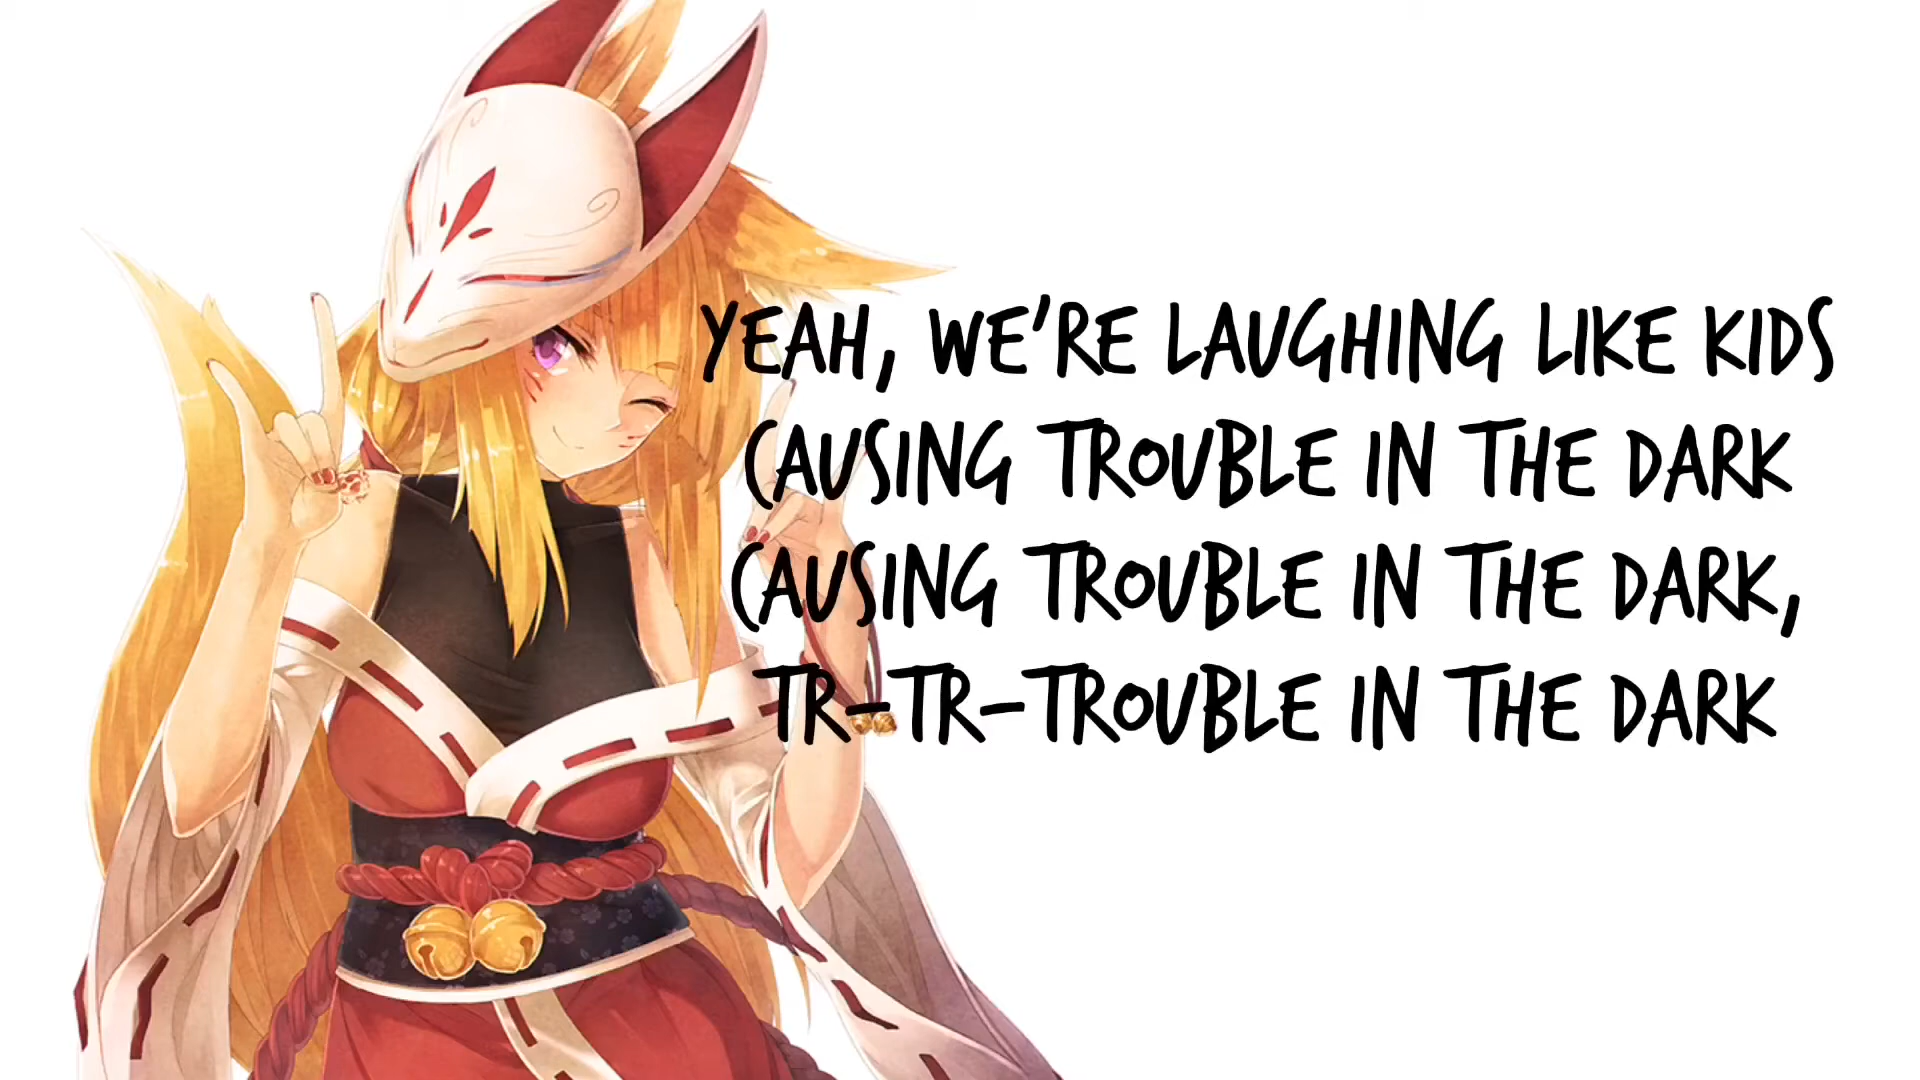 YEAH, WE'RE LAUGHING LIKE KIDS
CAUSING TROUBLE IN THE DARK
CAUSING TROUBLE IN THE DARK,
TR-TR-TROUBLE IN THE DARK